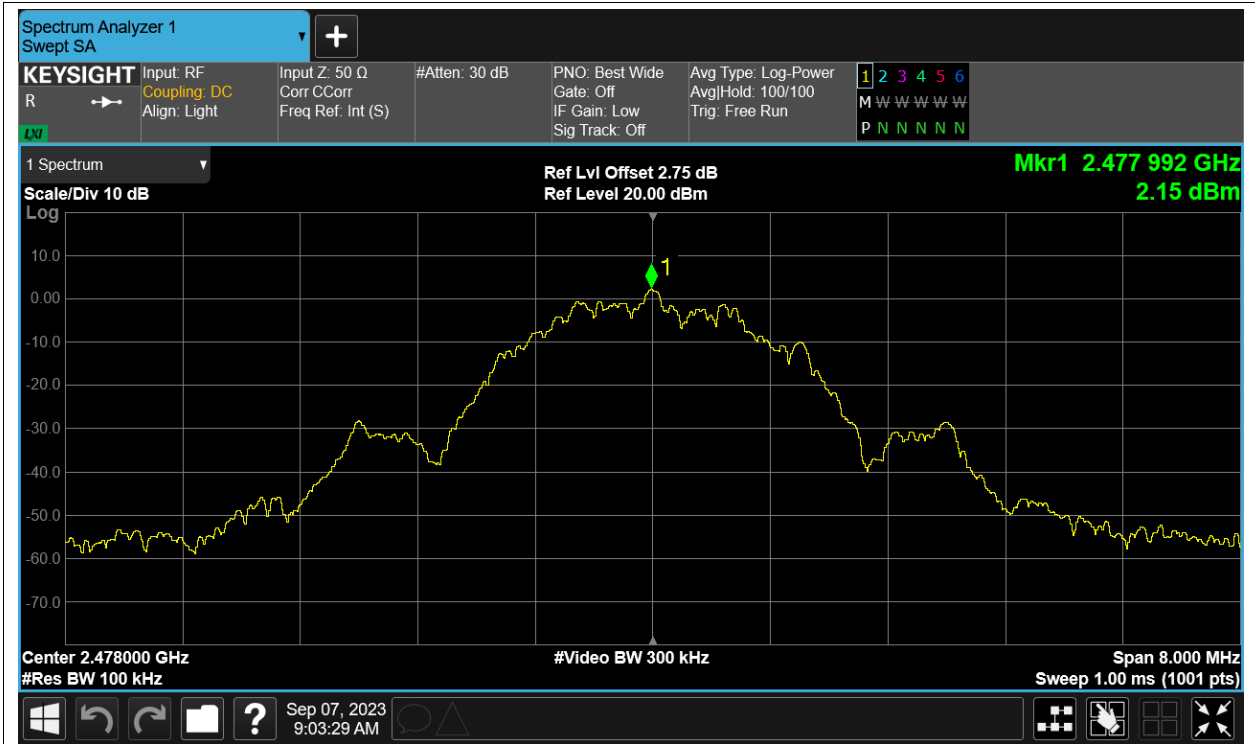 Spectrum Analyzer 1
Swept SA
KEYSIGHT
R
LXI
Input: RF
Coupling: DC
Align: Light
Input Z: 50 Ω
Corr CCorr
Freq Ref: Int (S)
#Atten: 30 dB
PNO: Best Wide
Gate: Off
IF Gain: Low
Sig Track: Off
Avg Type: Log-Power
Avg|Hold: 100/100
Trig: Free Run
1 2 3 4 5 6
M W W W W W
P N N N N N
1 Spectrum
Scale/Div 10 dB
Log
Ref Lvl Offset 2.75 dB
Ref Level 20.00 dBm
Mkr1 2.477 992 GHz
2.15 dBm
1
10.0
0.00
-10.0
-20.0
-30.0
-40.0
-50.0
-60.0
-70.0
Center 2.478000 GHz
#Res BW 100 kHz
#Video BW 300 kHz
Span 8.000 MHz
Sweep 1.00 ms (1001 pts)
?
Sep 07, 2023
9:03:29 AM